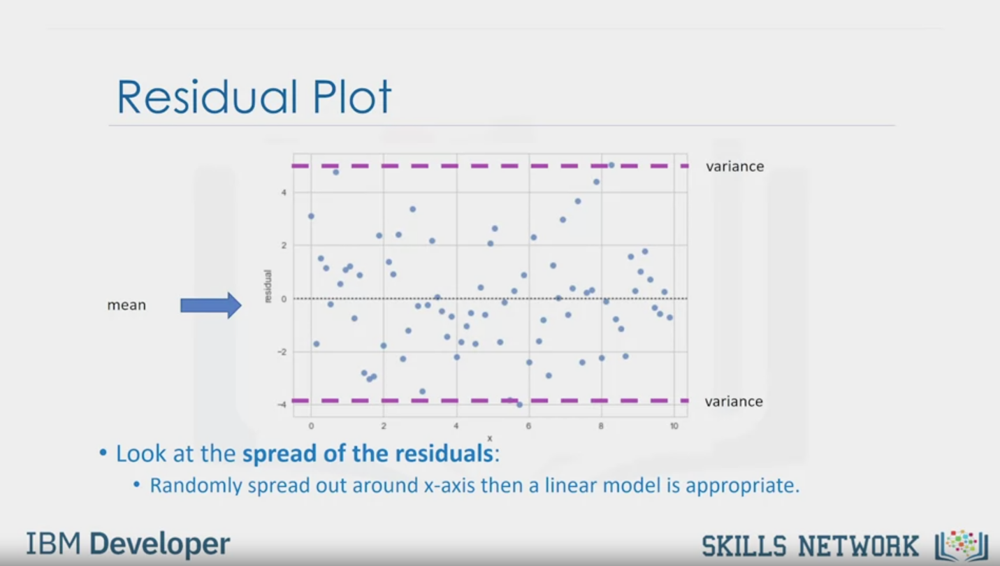 Residual Plot
variance
4
2
residual
0
mean
−2
−4
variance
0 2 4 6 8 10
x
• Look at the spread of the residuals:
• Randomly spread out around x-axis then a linear model is appropriate.
IBM Developer
SKILLS NETWORK